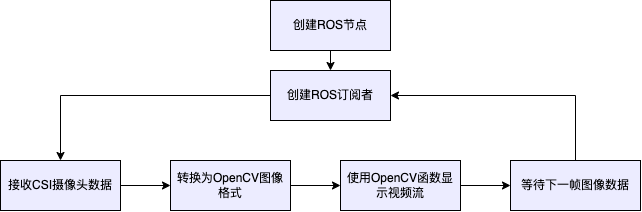 创建ROS节点
创建ROS订阅者
接收CSI摄像头数据
转换为OpenCV图像
格式
使用OpenCV函数显
示视频流
等待下一帧图像数据